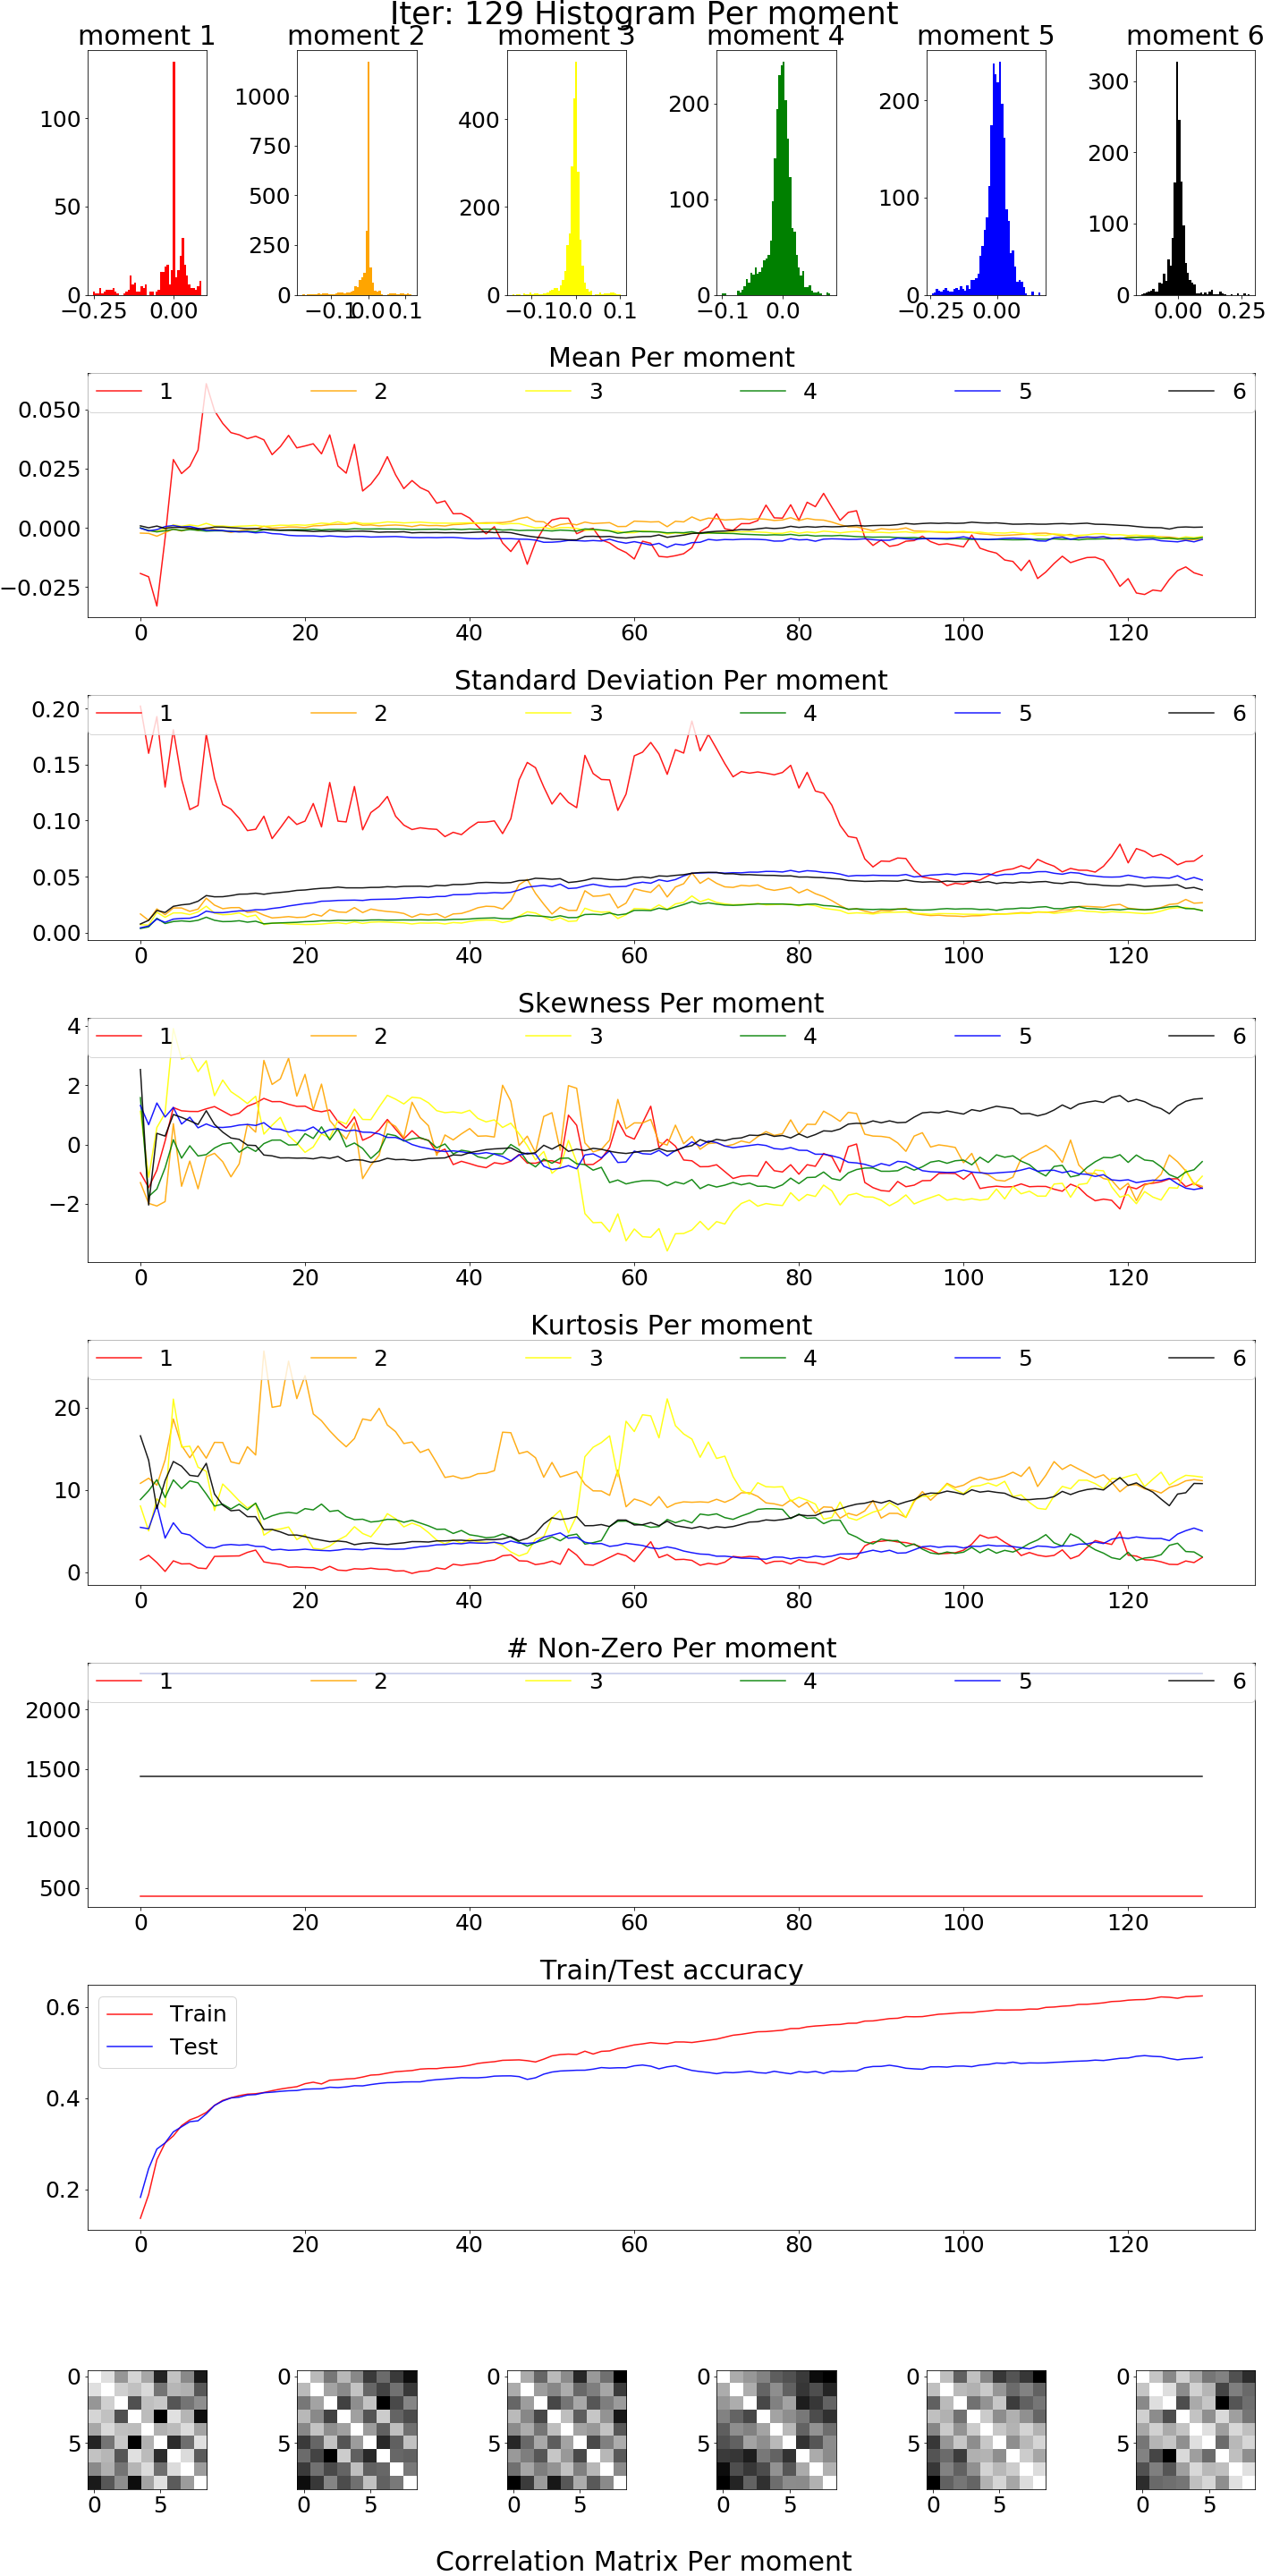 Iter: 129 Histogram Per moment
moment 1 moment 2 moment 3 moment 4 moment 5 moment 6
100
50
0
−0.25 0.00
1000
750
500
250
0
−0.1 0.0 0.1
400
200
0
−0.1 0.0 0.1
200
100
0
−0.1 0.0
200
100
0
−0.25 0.00
300
200
100
0
0.00 0.25
Mean Per moment
1 2 3 4 5 6
0.050
0.025
0.000
−0.025
0 20 40 60 80 100 120
Standard Deviation Per moment
1 2 3 4 5 6
0.20
0.15
0.10
0.05
0.00
0 20 40 60 80 100 120
Skewness Per moment
1 2 3 4 5 6
4
2
0
−2
0 20 40 60 80 100 120
Kurtosis Per moment
1 2 3 4 5 6
20
10
0
0 20 40 60 80 100 120
# Non-Zero Per moment
1 2 3 4 5 6
2000
1500
1000
500
0 20 40 60 80 100 120
Train/Test accuracy
Train
Test
0.6
0.4
0.2
0 20 40 60 80 100 120
0 0 0 0 0 0
5 5 5 5 5 5
0 5 0 5 0 5 0 5 0 5 0 5
Correlation Matrix Per moment